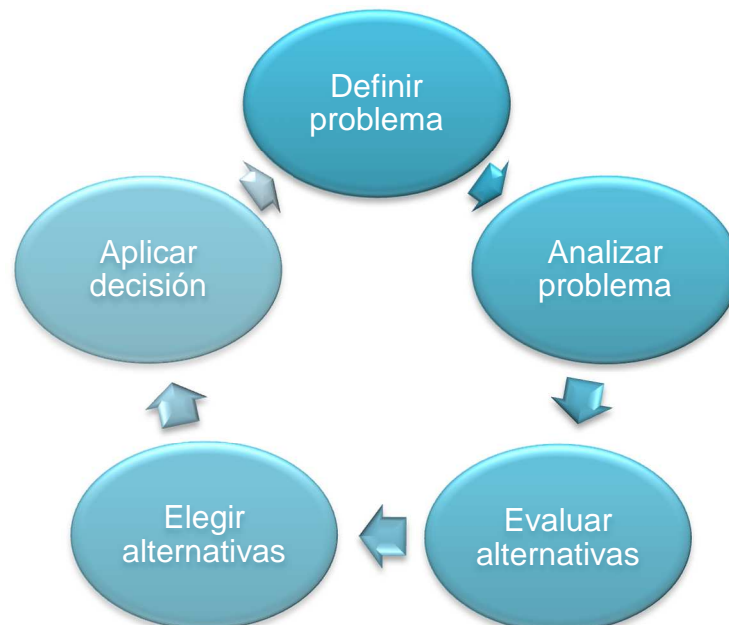 Definir
problema
Analizar
problema
Evaluar
alternativas
Elegir
alternativas
Aplicar
decisión